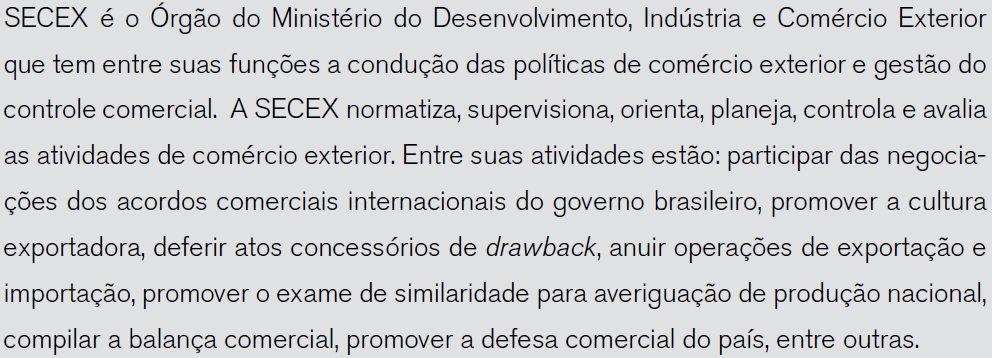 SECEX é o Órgão do Ministério do Desenvolvimento, Indústria e Comércio Exterior
que tem entre suas funções a condução das políticas de comércio exterior e gestão do
controle comercial. A SECEX normatiza, supervisiona, orienta, planeja, controla e avalia
as atividades de comércio exterior. Entre suas atividades estão: participar das negocia-
ções dos acordos comerciais internacionais do governo brasileiro, promover a cultura
exportadora, deferir atos concessórios de drawback, anuir operações de exportação e
importação, promover o exame de similaridade para averiguação de produção nacional,
compilar a balança comercial, promover a defesa comercial do país, entre outras.